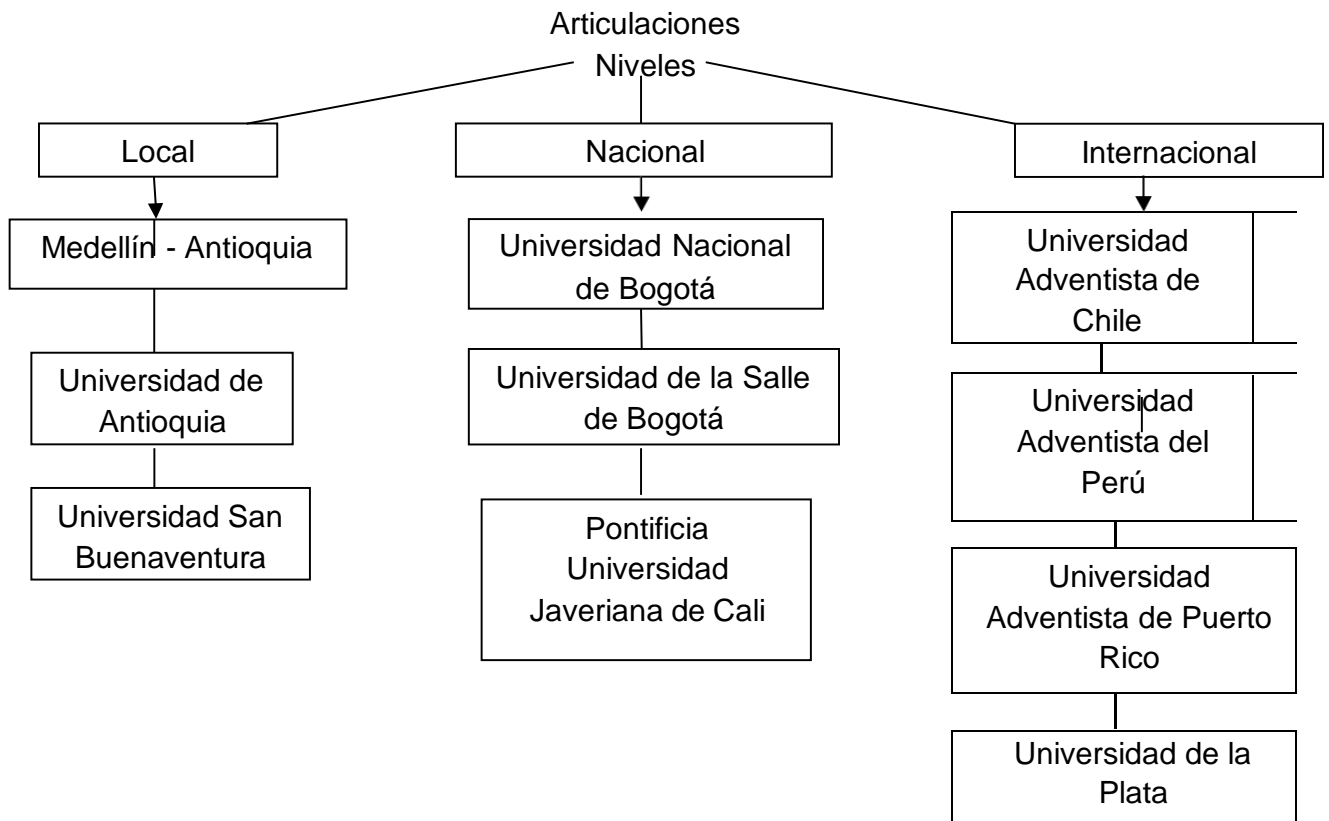 Articulaciones
Niveles
Local
Nacional
Internacional
Medellín - Antioquia
Universidad Nacional
de Bogotá
Universidad
Adventista de
Chile
Universidad de
Antioquia
Universidad de la Salle
de Bogotá
Universidad
Adventista del
Perú
Universidad San
Buenaventura
Pontificia
Universidad
Javeriana de Cali
Universidad
Adventista de Puerto
Rico
Universidad de la
Plata